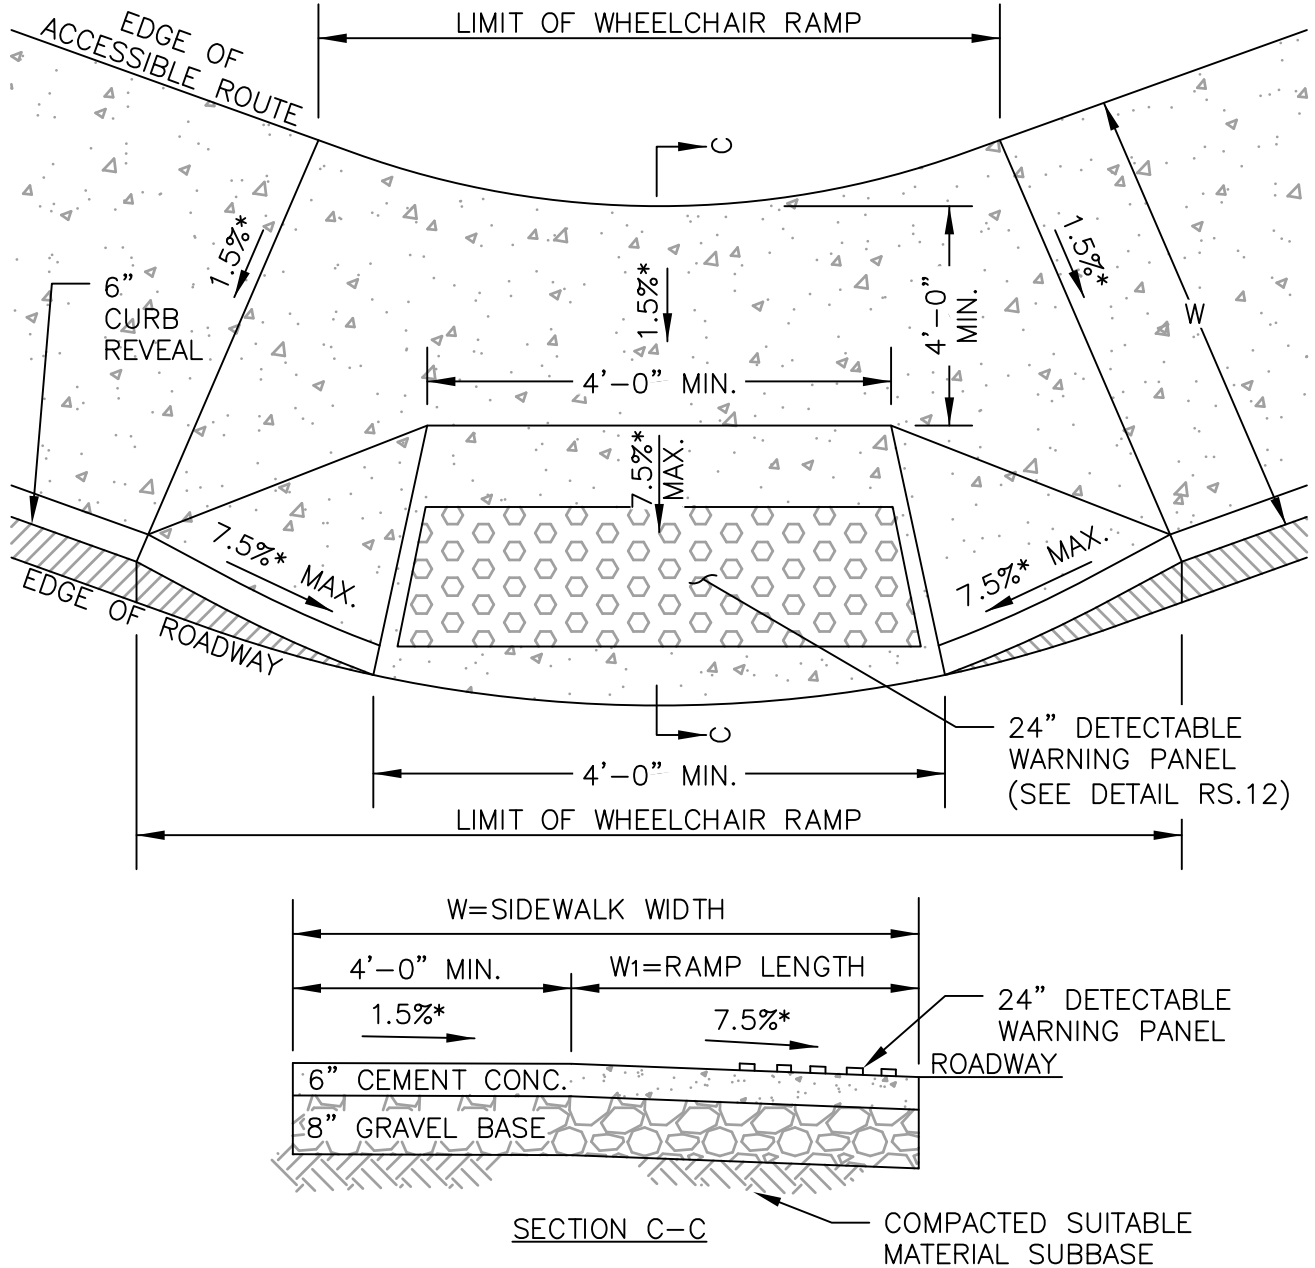 EDGE OF
ACCESSIBLE ROUTE
LIMIT OF WHEELCHAIR RAMP
C
1.5%*
1.5%*
1.5%*
6”
CURB
REVEAL
4’-0”
MIN.
W
4’-0” MIN.
7.5%*
MAX.
7.5%* MAX.
7.5%* MAX.
EDGE OF ROADWAY
C
24” DETECTABLE
WARNING PANEL
(SEE DETAIL RS.12)
4’-0” MIN.
LIMIT OF WHEELCHAIR RAMP
W=SIDEWALK WIDTH
4’-0” MIN.
W1=RAMP LENGTH
1.5%*
7.5%*
24” DETECTABLE
WARNING PANEL
ROADWAY
6” CEMENT CONC.
8” GRAVEL BASE
SECTION C-C
COMPACTED SUITABLE
MATERIAL SUBBASE